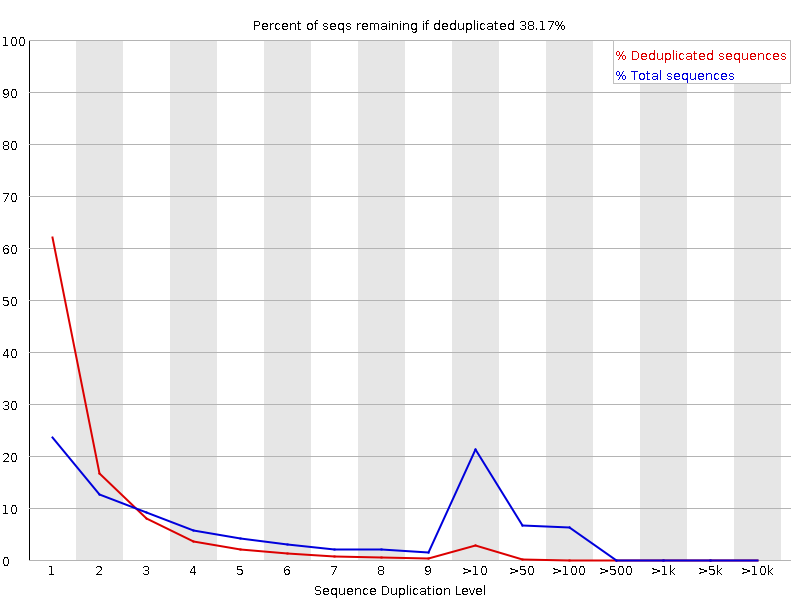 Percent of seqs remaining if deduplicated 38.17%
% Deduplicated sequences
% Total sequences
100
90
80
70
60
50
40
30
20
10
0
1 2 3 4 5 6 7 8 9 >10 >50 >100 >500 >1k >5k >10k
Sequence Duplication Level